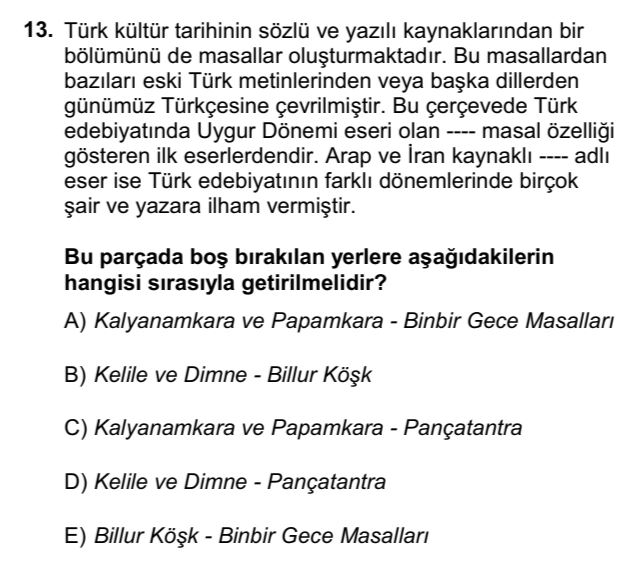 13. Türk kültür tarihinin sözlü ve yazılı kaynaklarından bir
bölümünü de masallar oluşturmaktadır. Bu masallardan
bazıları eski Türk metinlerinden veya başka dillerden
günümüz Türkçesine çevrilmiştir. Bu çerçevede Türk
edebiyatında Uygur Dönemi eseri olan ---- masal özelliği
gösteren ilk eserlerdendir. Arap ve İran kaynaklı ---- adlı
eser ise Türk edebiyatının farklı dönemlerinde birçok
şair ve yazara ilham vermiştir.
Bu parçada boş bırakılan yerlere aşağıdakilerin
hangisi sırasıyla getirilmelidir?
A) Kalyanamkara ve Papamkara - Binbir Gece Masalları
B) Kelile ve Dimne - Billur Köşk
C) Kalyanamkara ve Papamkara - Pançatantra
D) Kelile ve Dimne - Pançatantra
E) Billur Köşk - Binbir Gece Masalları